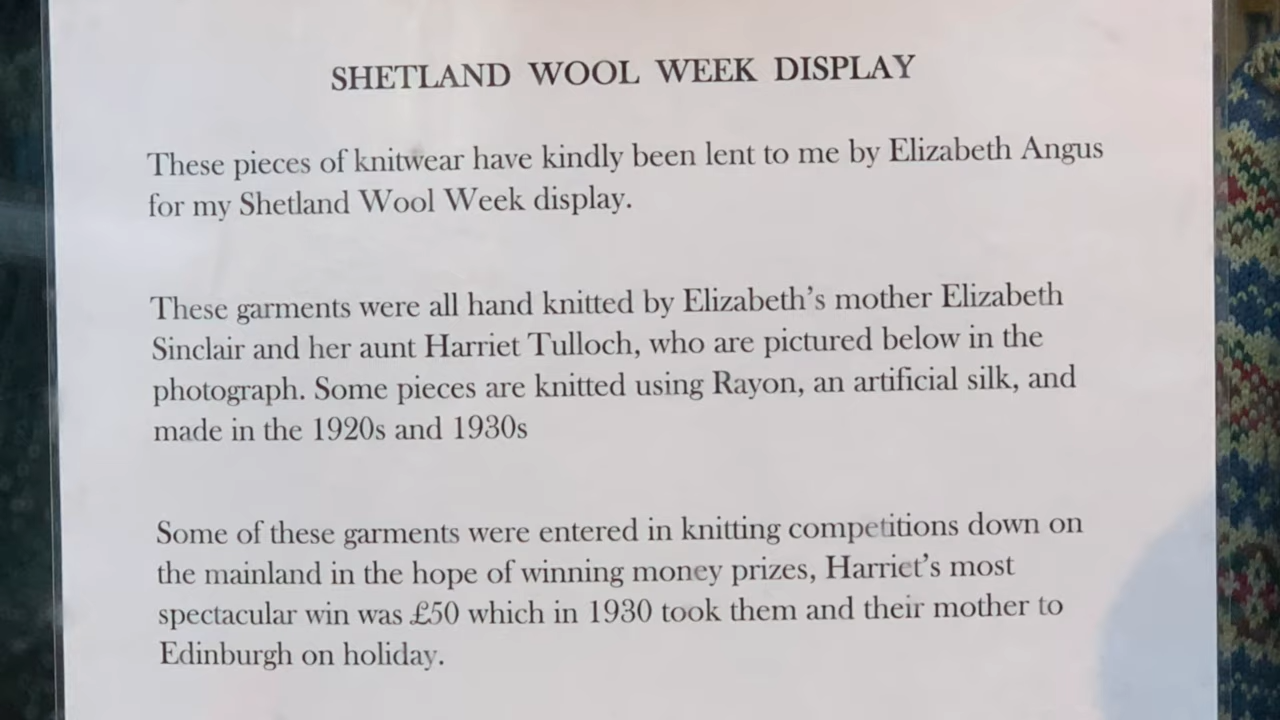 SHETLAND WOOL WEEK DISPLAY
These pieces of knitwear have kindly been lent to me by Elizabeth Angus
for my Shetland Wool Week display.
These garments were all hand knitted by Elizabeth’s mother Elizabeth
Sinclair and her aunt Harriet Tulloch, who are pictured below in the
photograph. Some pieces are knitted using Rayon, an artificial silk, and
made in the 1920s and 1930s
Some of these garments were entered in knitting competitions down on
the mainland in the hope of winning money prizes, Harriet’s most
spectacular win was £50 which in 1930 took them and their mother to
Edinburgh on holiday.